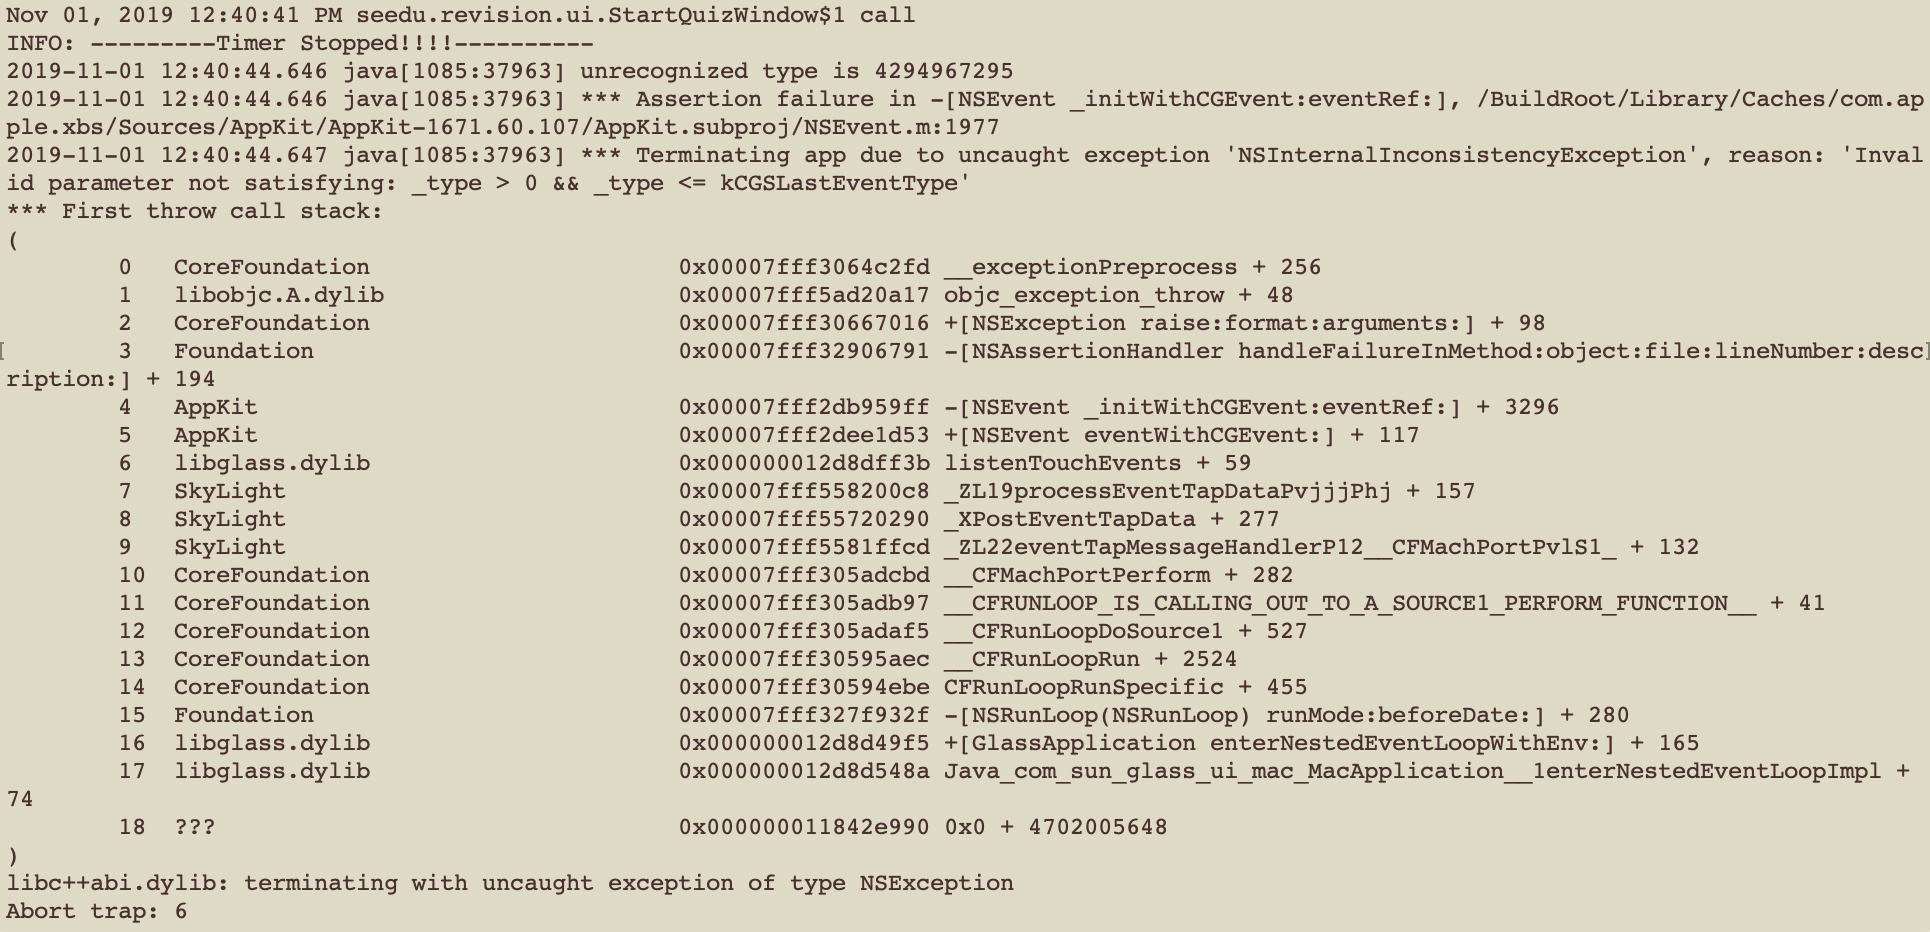 Nov 01, 2019 12:40:41 PM seedu.revision.ui.StartQuizWindow$1 call
INFO: ---------Timer Stopped!!!!----------
2019-11-01 12:40:44.646 java[1085:37963] unrecognized type is 4294967295
2019-11-01 12:40:44.646 java[1085:37963] *** Assertion failure in -[NSEvent _initWithCGEvent:eventRef:], /BuildRoot/Library/Caches/com.ap
ple.xbs/Sources/AppKit/AppKit-1671.60.107/AppKit.subproj/NSEvent.m:1977
2019-11-01 12:40:44.647 java[1085:37963] *** Terminating app due to uncaught exception 'NSInternalInconsistencyException', reason: 'Inval
id parameter not satisfying: _type > 0 && _type <= kCGSLastEventType'
*** First throw call stack:
(
0 CoreFoundation 0x00007fff3064c2fd __exceptionPreprocess + 256
1 libobjc.A.dylib 0x00007fff5ad20a17 objc_exception_throw + 48
2 CoreFoundation 0x00007fff30667016 +[NSException raise:format:arguments:] + 98
3 Foundation 0x00007fff32906791 -[NSAssertionHandler handleFailureInMethod:object:file:lineNumber:desc
ription:] + 194
4 AppKit 0x00007fff2db959ff -[NSEvent _initWithCGEvent:eventRef:] + 3296
5 AppKit 0x00007fff2dee1d53 +[NSEvent eventWithCGEvent:] + 117
6 libglass.dylib 0x000000012d8dff3b listenTouchEvents + 59
7 SkyLight 0x00007fff558200c8 _ZL19processEventTapDataPvjjjPhj + 157
8 SkyLight 0x00007fff55720290 _XPostEventTapData + 277
9 SkyLight 0x00007fff5581ffcd _ZL22eventTapMessageHandlerP12__CFMachPortPvlS1_ + 132
10 CoreFoundation 0x00007fff305adcbd __CFMachPortPerform + 282
11 CoreFoundation 0x00007fff305adb97 __CFRUNLOOP_IS_CALLING_OUT_TO_A_SOURCE1_PERFORM_FUNCTION__ + 41
12 CoreFoundation 0x00007fff305adaf5 __CFRunLoopDoSource1 + 527
13 CoreFoundation 0x00007fff30595aec __CFRunLoopRun + 2524
14 CoreFoundation 0x00007fff30594ebe CFRunLoopRunSpecific + 455
15 Foundation 0x00007fff327f932f -[NSRunLoop(NSRunLoop) runMode:beforeDate:] + 280
16 libglass.dylib 0x000000012d8d49f5 +[GlassApplication enterNestedEventLoopWithEnv:] + 165
17 libglass.dylib 0x000000012d8d548a Java_com_sun_glass_ui_mac_MacApplication__1enterNestedEventLoopImpl +
74
18 ??? 0x000000011842e990 0x0 + 4702005648
)
libc++abi.dylib: terminating with uncaught exception of type NSException
Abort trap: 6